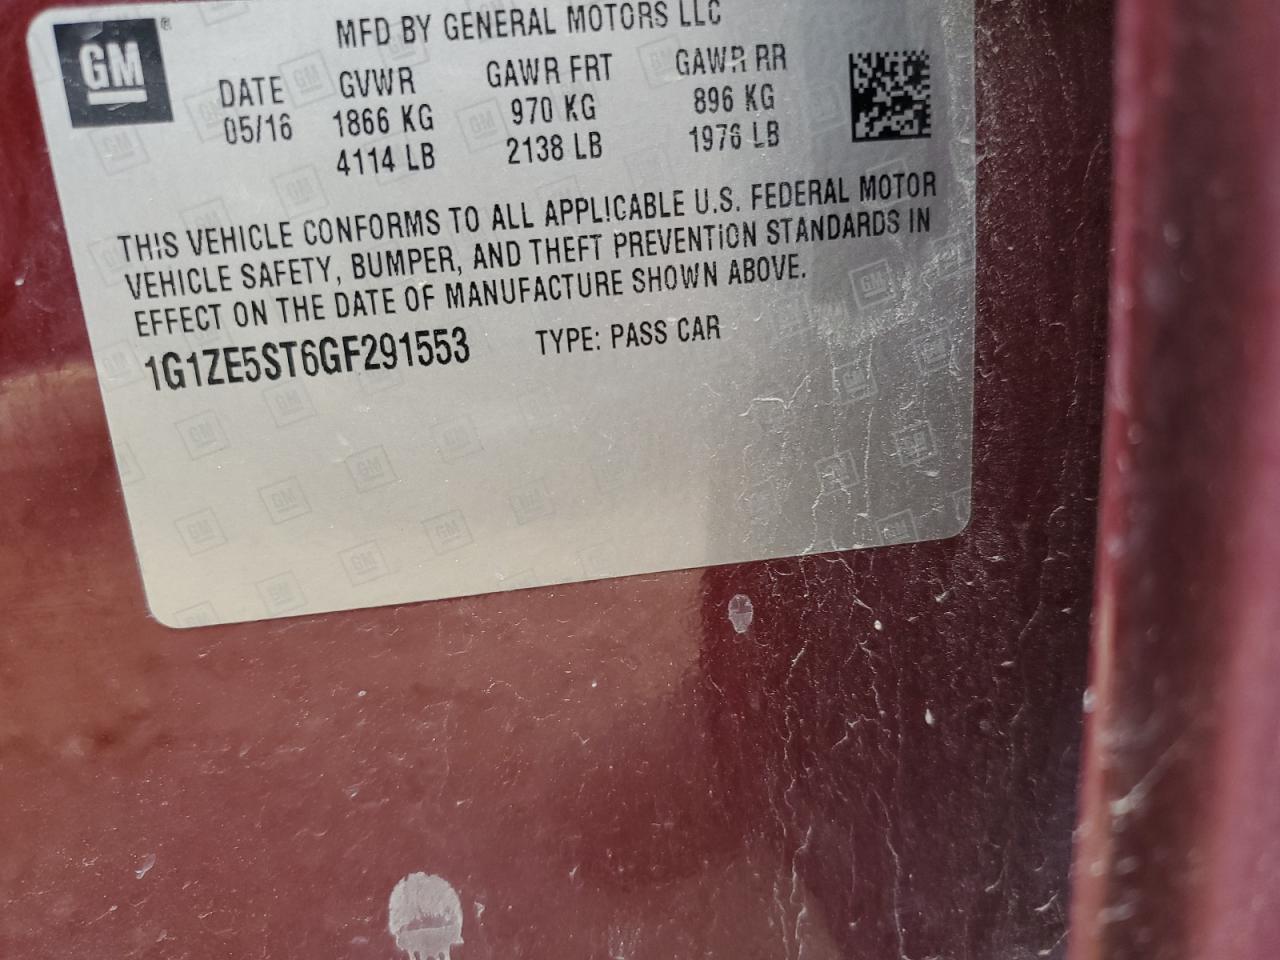 GM ®
MFD BY GENERAL MOTORS LLC
DATE GVWR GAWR FRT GAWR RR
05/16 1866 KG 970 KG 896 KG
4114 LB 2138 LB 1976 LB
THIS VEHICLE CONFORMS TO ALL APPLICABLE U.S. FEDERAL MOTOR
VEHICLE SAFETY, BUMPER, AND THEFT PREVENTION STANDARDS IN
EFFECT ON THE DATE OF MANUFACTURE SHOWN ABOVE.
1G1ZE5ST6GF291553 TYPE: PASS CAR